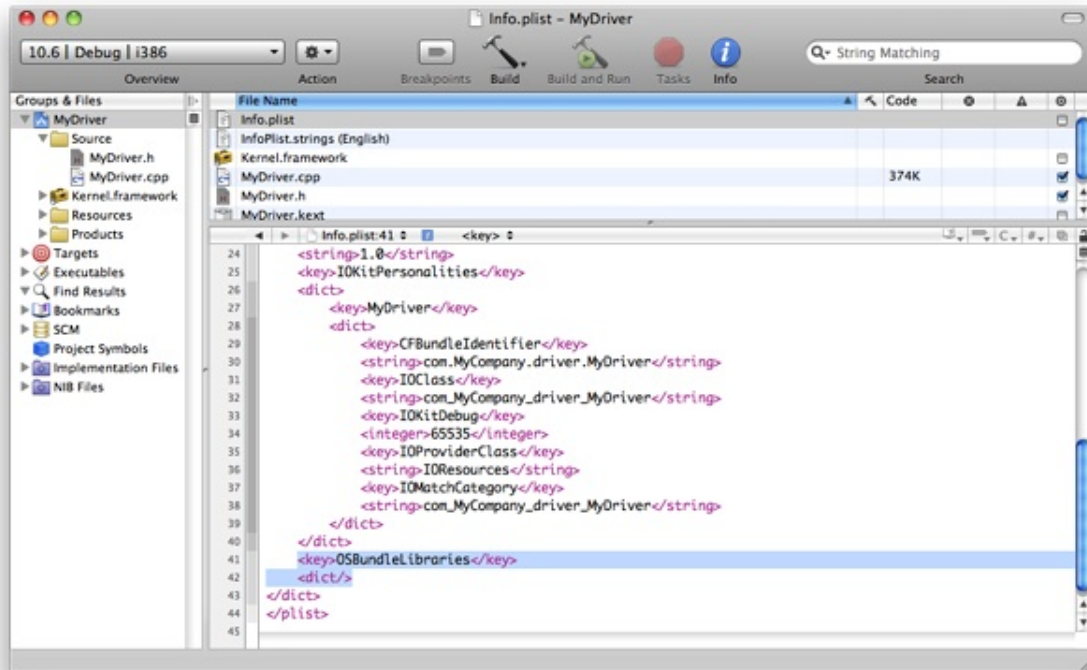 Info.plist – MyDriver
10.6 | Debug | i386
String Matching
Overview
Action
Breakpoints
Build
Build and Run
Tasks
Info
Search
Groups & Files
MyDriver
Source
MyDriver.h
MyDriver.cpp
Kernel.framework
Resources
Products
Targets
Executables
Find Results
Bookmarks
SCM
Project Symbols
Implementation Files
NIB Files
File Name
Code
Info.plist
InfoPlist.strings (English)
Kernel.framework
MyDriver.cpp 374K
MyDriver.h
MyDriver.kext
Info.plist:41 <key>
C #
24 <string>1.0</string>
25 <key>IOKitPersonalities</key>
26 <dict>
27 <key>MyDriver</key>
28 <dict>
29 <key>CFBundleIdentifier</key>
30 <string>com.MyCompany.driver.MyDriver</string>
31 <key>IOClass</key>
32 <string>com_MyCompany_driver_MyDriver</string>
33 <key>IOKitDebug</key>
34 <integer>65535</integer>
35 <key>IOProviderClass</key>
36 <string>IOResources</string>
37 <key>IOMatchCategory</key>
38 <string>com_MyCompany_driver_MyDriver</string>
39 </dict>
40 </dict>
41 <key>OSBundleLibraries</key>
42 <dict/>
43 </dict>
44 </plist>
45